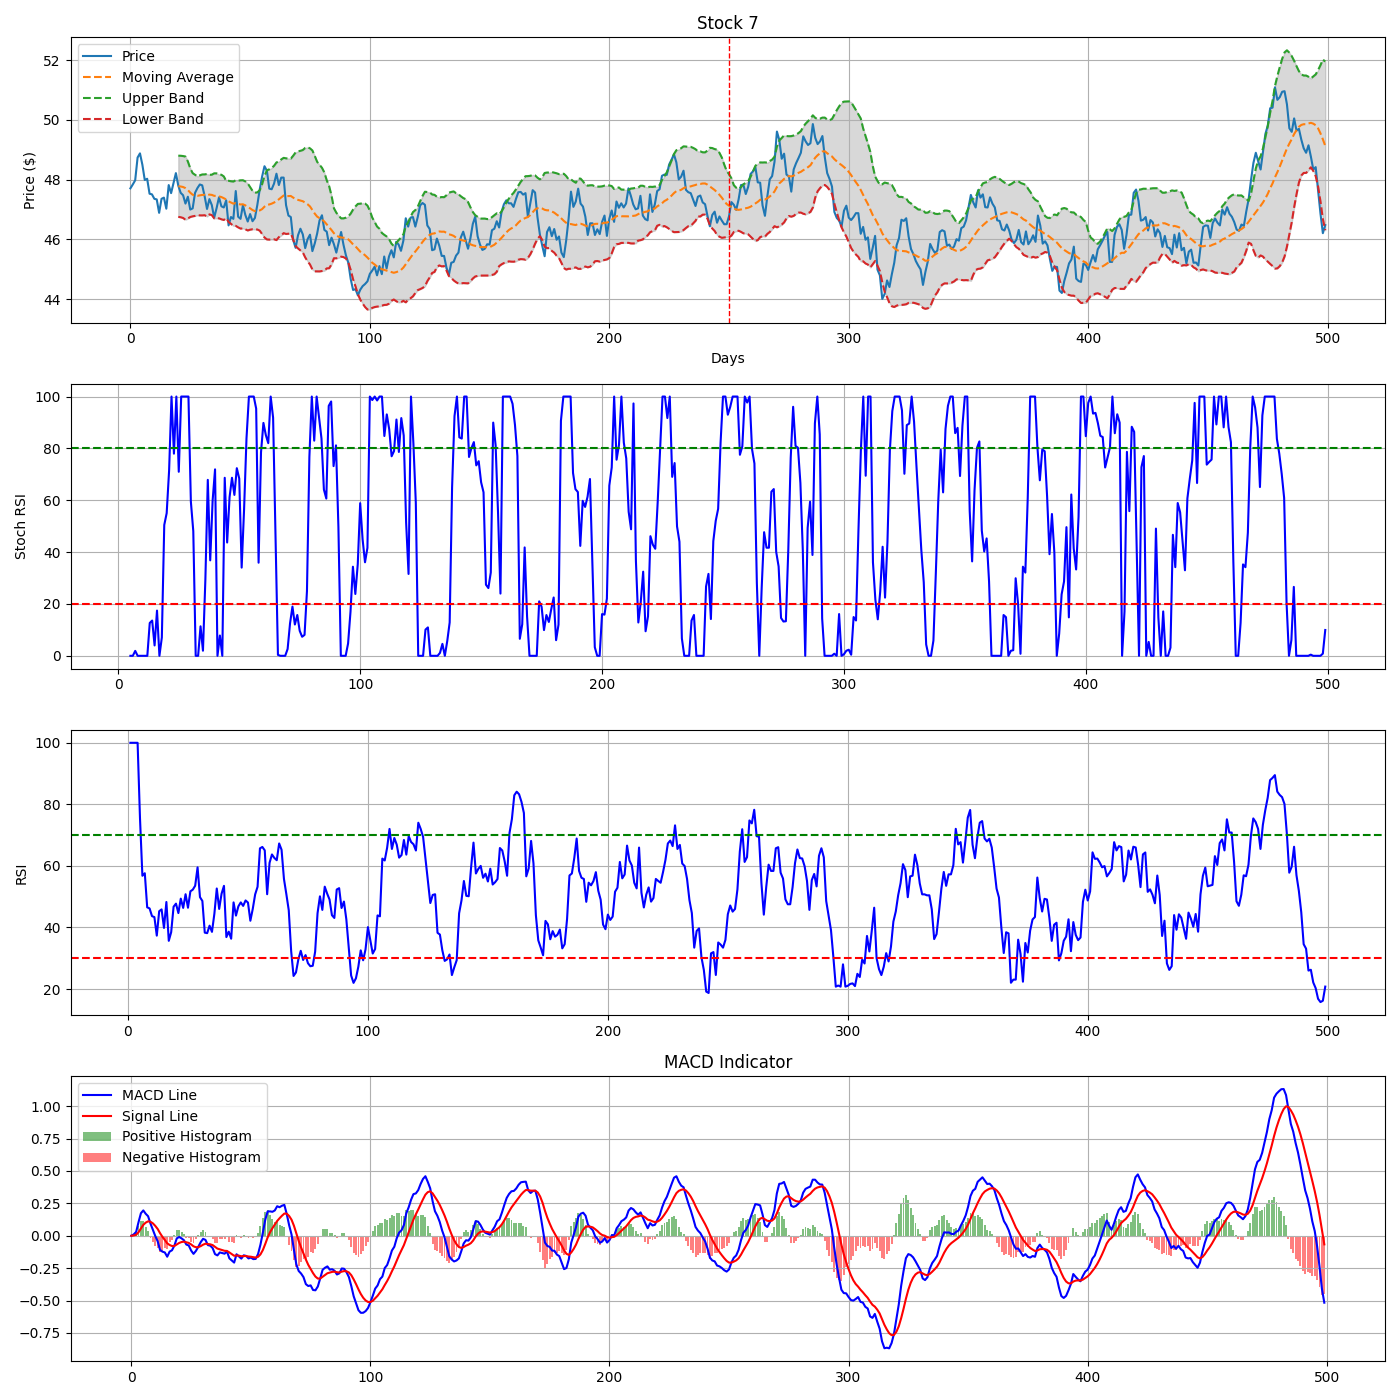 Stock 7
Price ($)
52
50
48
46
44
Price
Moving Average
Upper Band
Lower Band
0 100 200 300 400 500
Days
Stoch RSI
100
80
60
40
20
0
0 100 200 300 400 500
RSI
100
80
60
40
20
0 100 200 300 400 500
MACD Indicator
1.00
0.75
0.50
0.25
0.00
−0.25
−0.50
−0.75
MACD Line
Signal Line
Positive Histogram
Negative Histogram
0 100 200 300 400 500